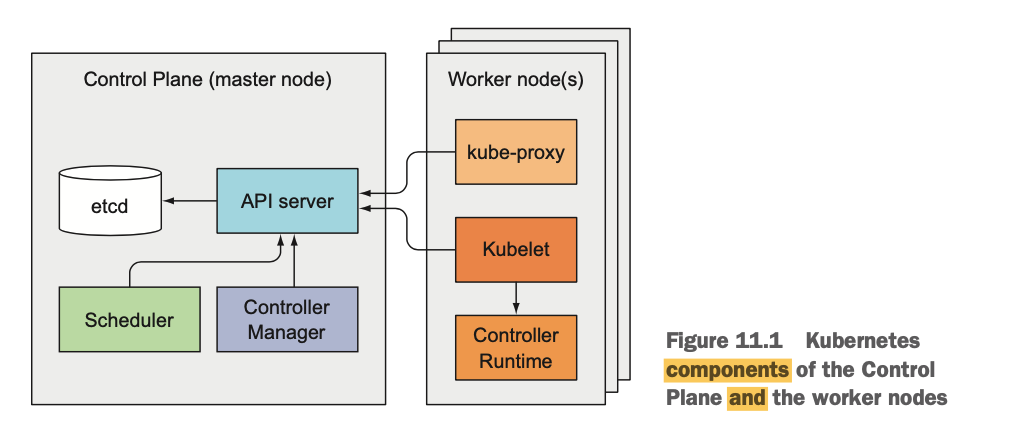 Control Plane (master node)
etcd
API server
Scheduler
Controller
Manager
Worker node(s)
kube-proxy
Kubelet
Controller
Runtime
Figure 11.1 Kubernetes
components of the Control
Plane and the worker nodes